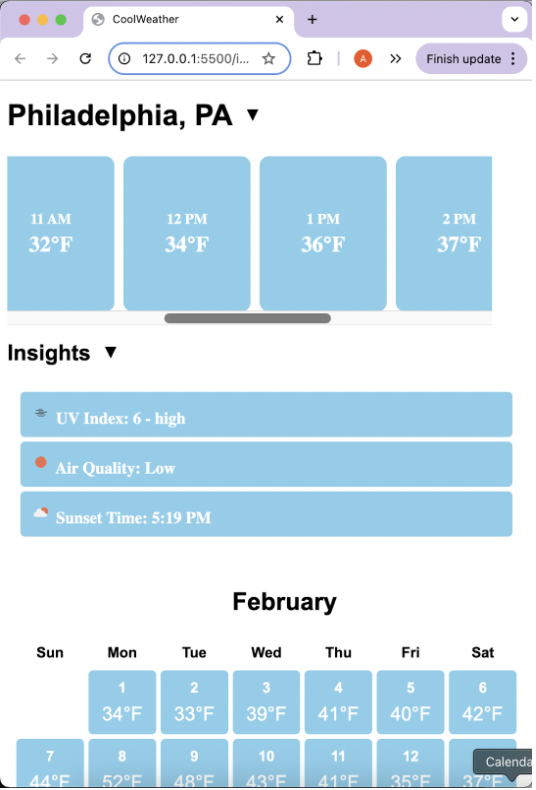 CoolWeather
127.0.0.1:5500/i...
A
Finish update
Philadelphia, PA ▼
11 AM 12 PM 1 PM 2 PM
32°F 34°F 36°F 37°F
Insights ▼
UV Index: 6 - high
Air Quality: Low
Sunset Time: 5:19 PM
February
Sun Mon Tue Wed Thu Fri Sat
1 2 3 4 5 6
34°F 33°F 39°F 41°F 40°F 42°F
7 8 9 10 11 12
44°F 52°F 48°F 43°F 41°F 35°F 37°F
Calenda